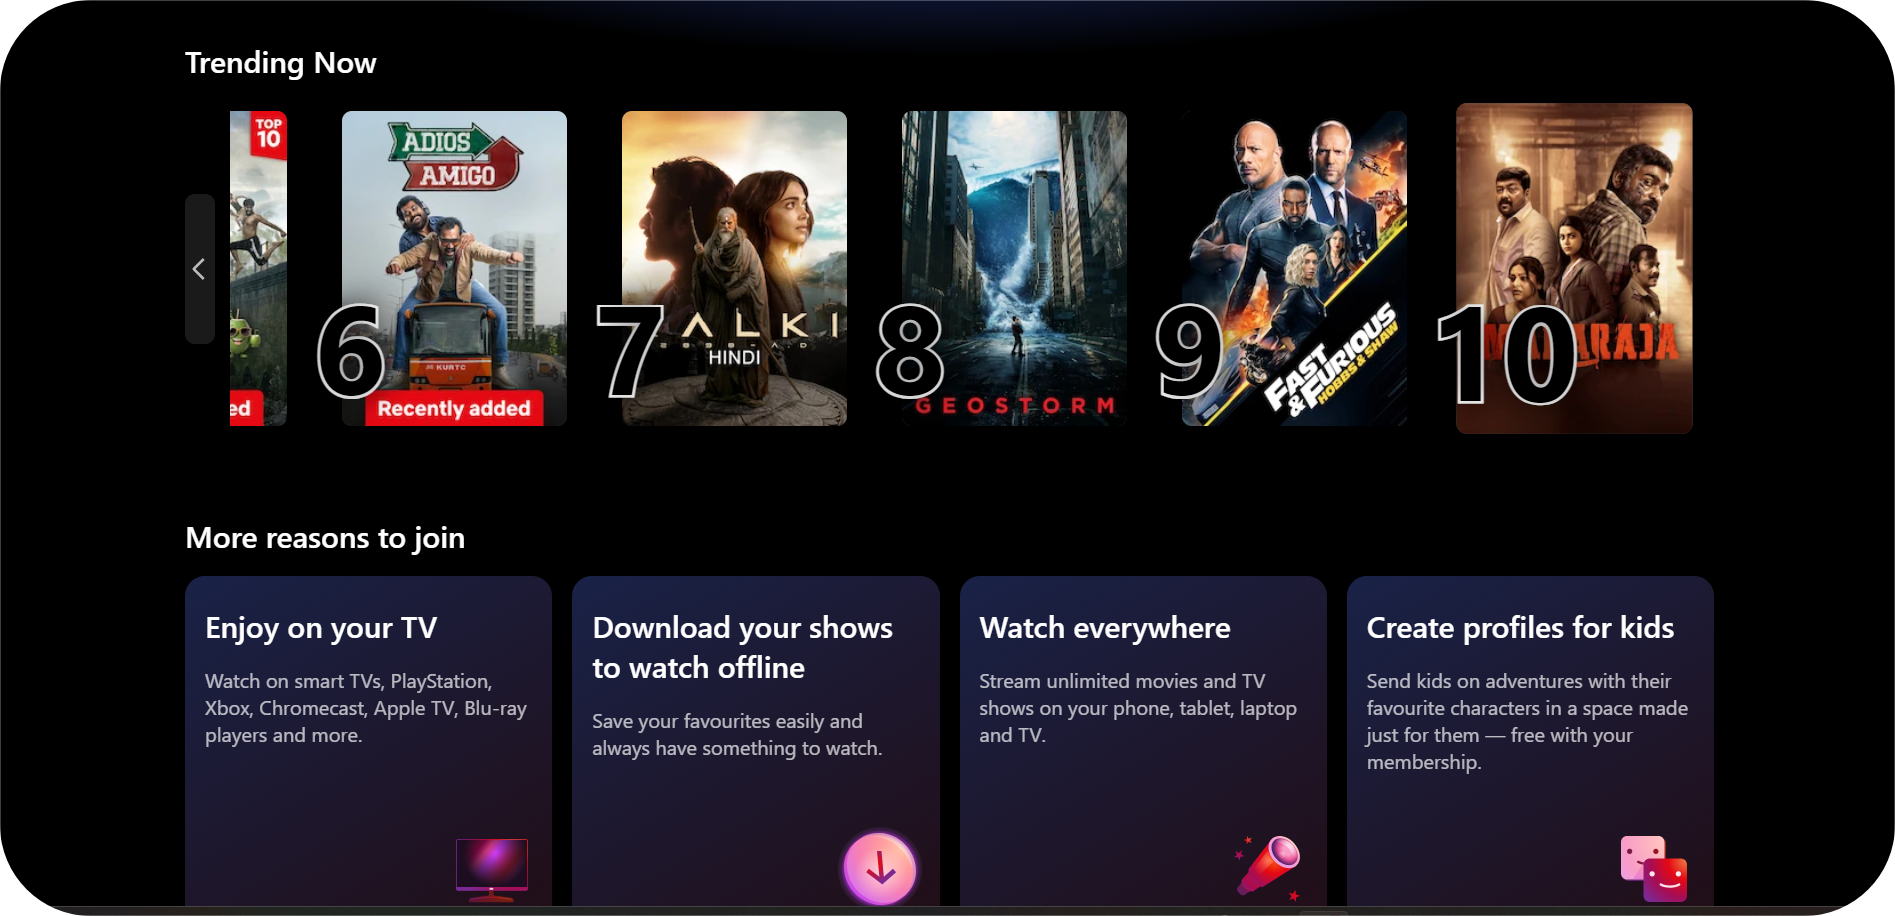 Trending Now
TOP
10
ed
ADIOS
AMIGO
KURTC
6
Recently added
7
ALKI
2898-A.D
HINDI
8
GEOSTORM
9
FAST
& FURIOUS
HOBBS & SHAW
10
RAJA
More reasons to join
Enjoy on your TV
Watch on smart TVs, PlayStation,
Xbox, Chromecast, Apple TV, Blu-ray
players and more.
Download your shows
to watch offline
Save your favourites easily and
always have something to watch.
Watch everywhere
Stream unlimited movies and TV
shows on your phone, tablet, laptop
and TV.
Create profiles for kids
Send kids on adventures with their
favourite characters in a space made
just for them — free with your
membership.